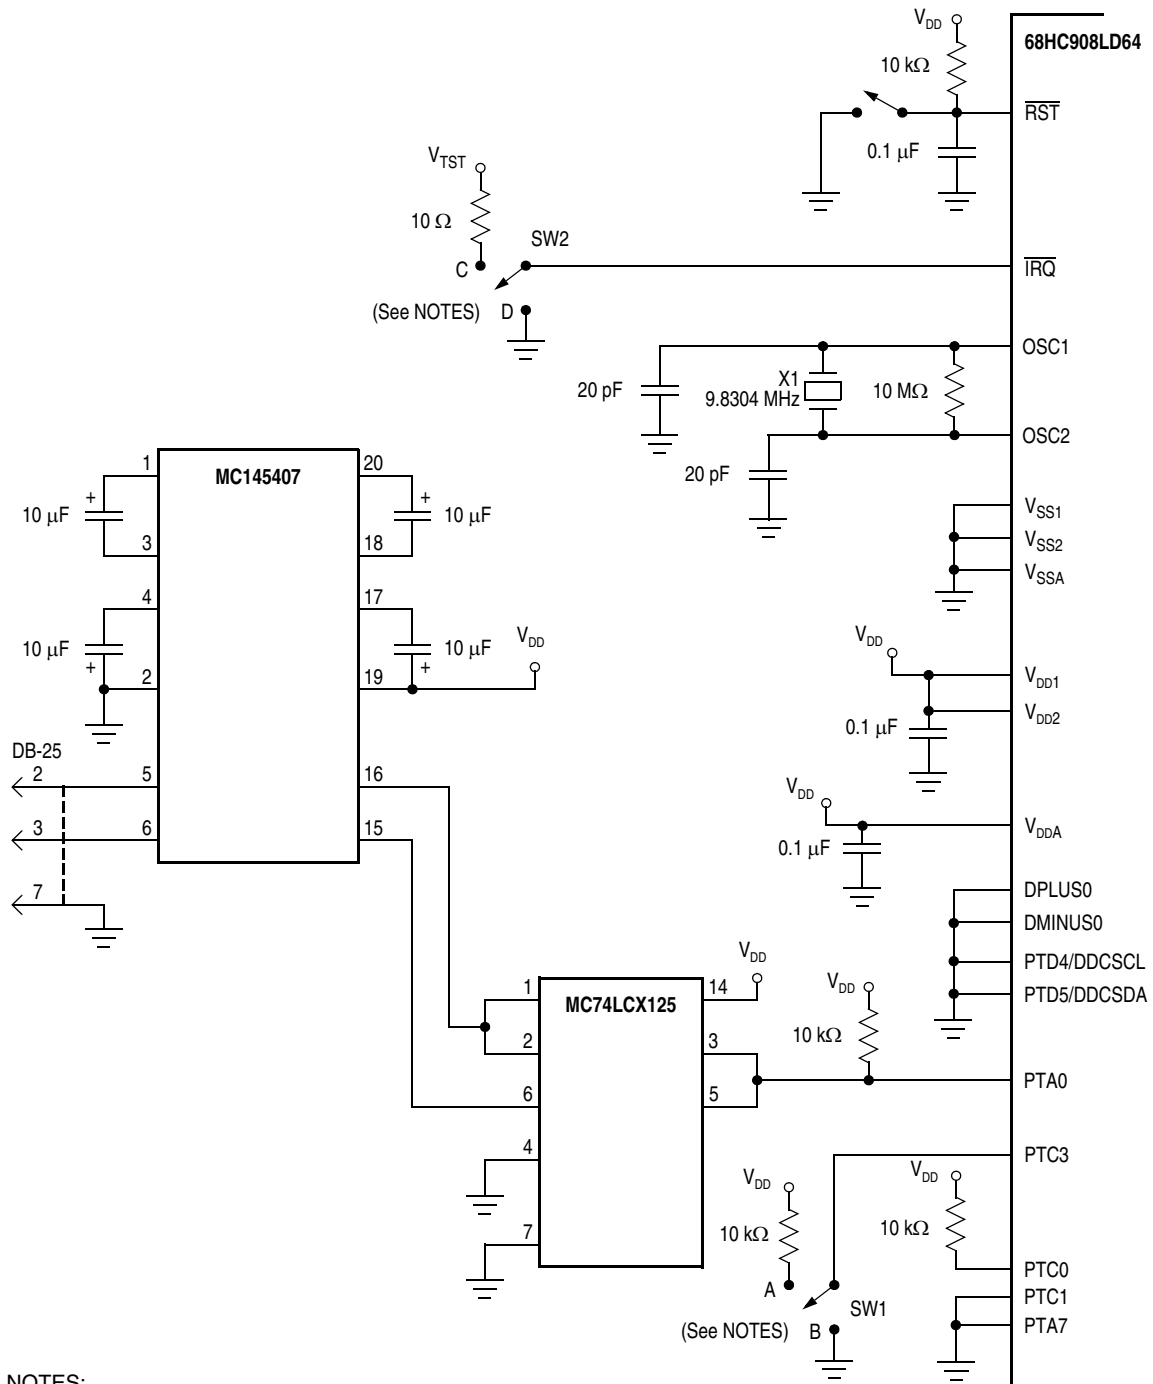 V_DD
68HC908LD64
10 kΩ
RST
0.1 µF
V_TST
10 Ω
SW2
C
IRQ
(See NOTES) D
OSC1
20 pF
X1
9.8304 MHz
10 MΩ
OSC2
20 pF
1
MC145407
20
+
10 µF
+
10 µF
3
18
V_SS1
V_SS2
V_SSA
4
17
10 µF
+
10 µF
+
V_DD
2
19
V_DD
V_DD1
V_DD2
0.1 µF
DB-25
2
5
16
3
6
15
7
V_DD
V_DDA
0.1 µF
DPLUS0
DMINUS0
PTD4/DDCSCL
PTD5/DDCSDA
V_DD
1
MC74LCX125
14
V_DD
10 kΩ
2
3
PTA0
6
5
4
7
PTC3
V_DD
10 kΩ
V_DD
10 kΩ
A
SW1
(See NOTES) B
PTC0
PTC1
PTA7
NOTES: